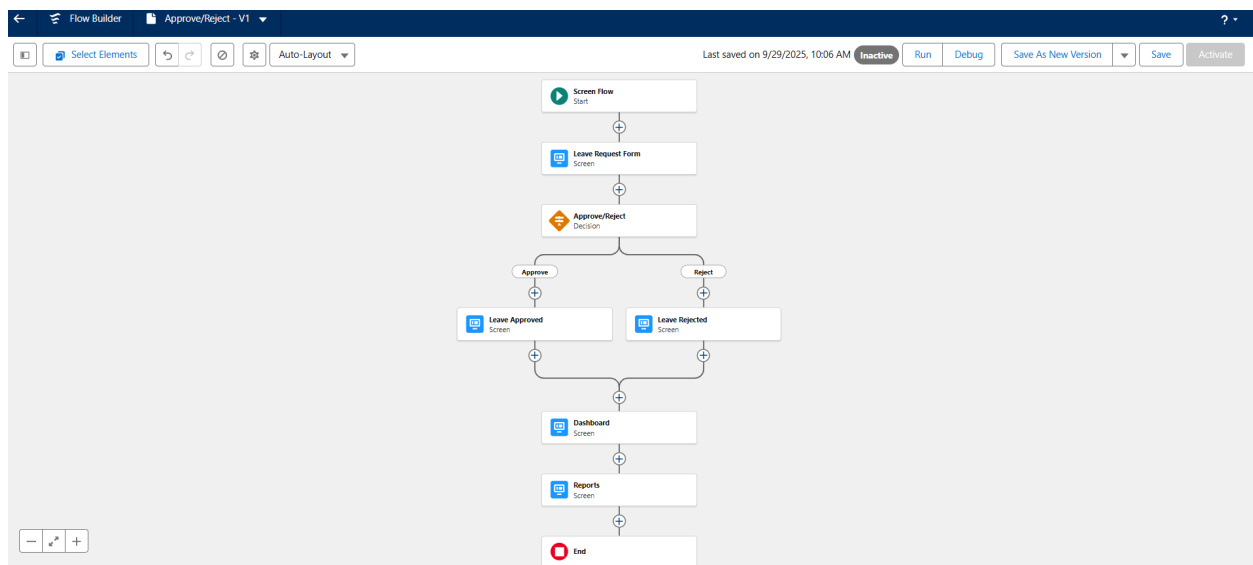 Flow Builder
Approve/Reject - V1
?
Select Elements
Auto-Layout
Last saved on 9/29/2025, 10:06 AM
Inactive
Run
Debug
Save As New Version
Save
Activate
Screen Flow
Start
Leave Request Form
Screen
Approve/Reject
Decision
Approve
Reject
Leave Approved
Screen
Leave Rejected
Screen
Dashboard
Screen
Reports
Screen
End